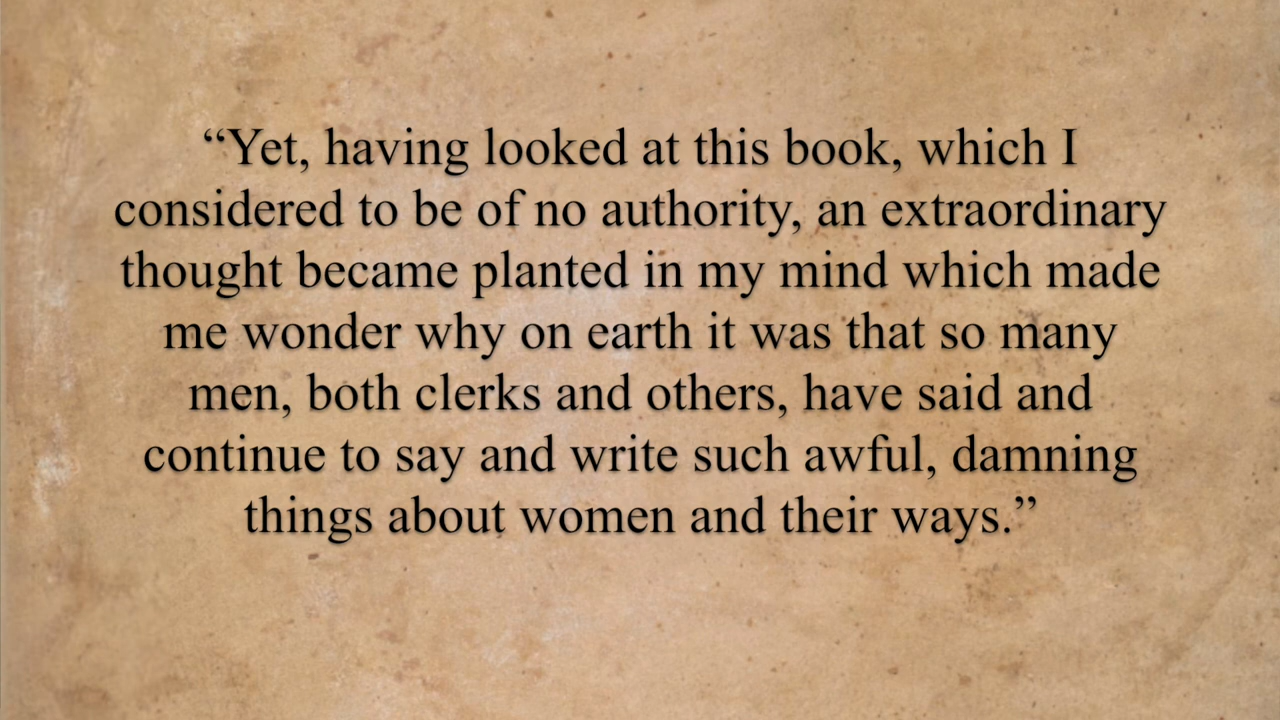 “Yet, having looked at this book, which I
considered to be of no authority, an extraordinary
thought became planted in my mind which made
me wonder why on earth it was that so many
men, both clerks and others, have said and
continue to say and write such awful, damning
things about women and their ways.”